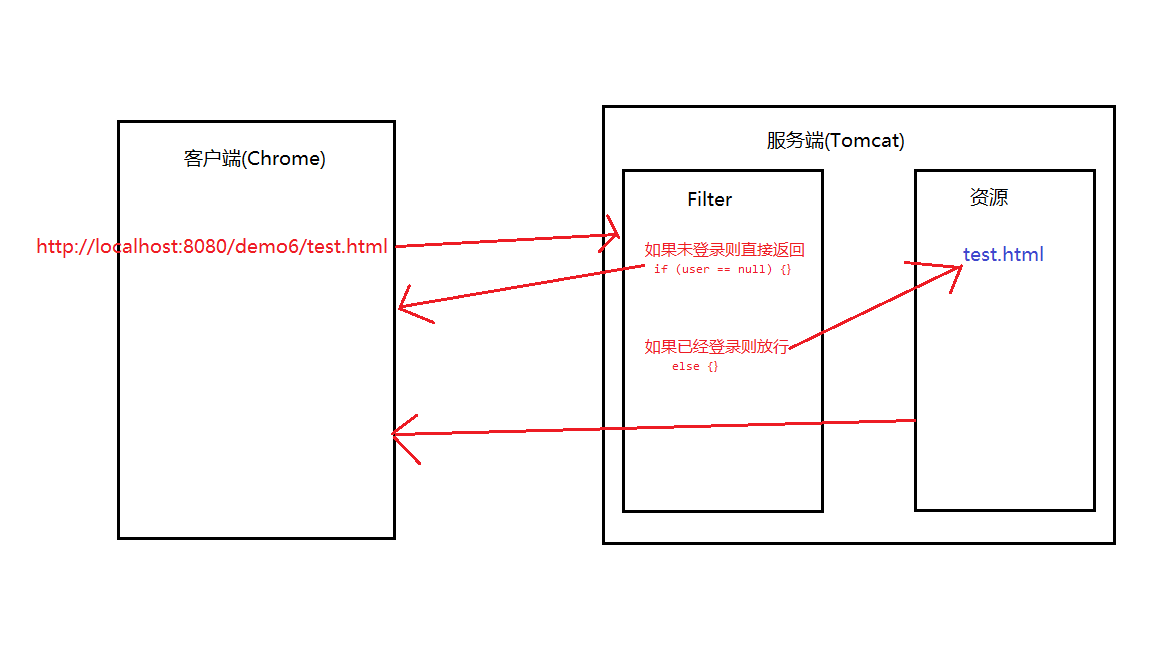 客户端(Chrome)
http://localhost:8080/demo6/test.html
服务端(Tomcat)
Filter
如果未登录则直接返回
if (user == null) {}
如果已经登录则放行
else {}
资源
test.html